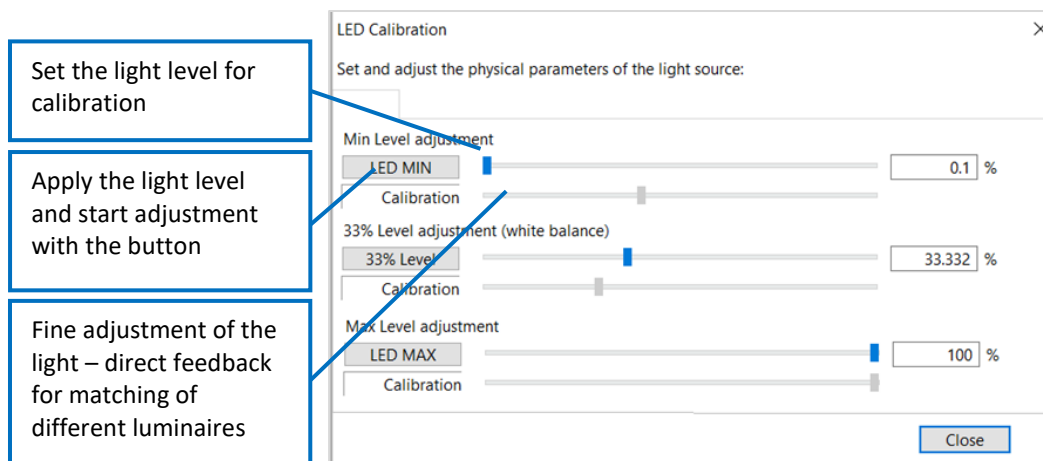 Set the light level for
calibration
Apply the light level
and start adjustment
with the button
Fine adjustment of the
light – direct feedback
for matching of
different luminaires
LED Calibration
Set and adjust the physical parameters of the light source:
Min Level adjustment
LED MIN 0.1 %
Calibration
33% Level adjustment (white balance)
33% Level 33.332 %
Calibration
Max Level adjustment
LED MAX 100 %
Calibration
Close